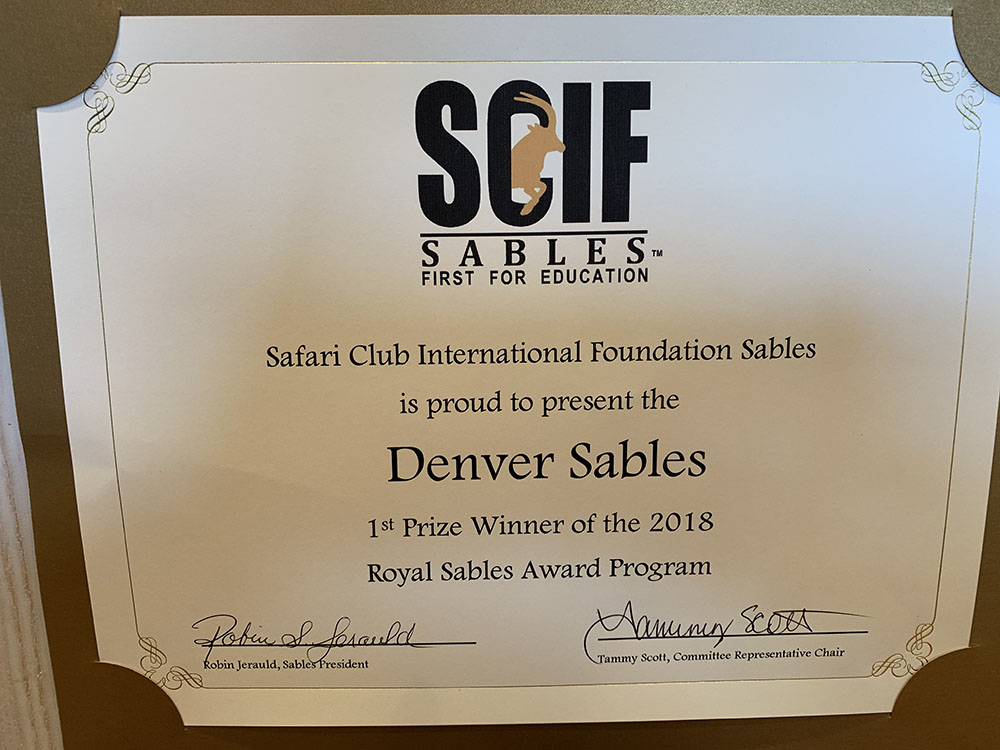 SCIF
SABLES™
FIRST FOR EDUCATION
Safari Club International Foundation Sables
is proud to present the
Denver Sables
1st Prize Winner of the 2018
Royal Sables Award Program
Robin S Jerauld
Robin Jerauld, Sables President
Tammy Scott
Tammy Scott, Committee Representative Chair